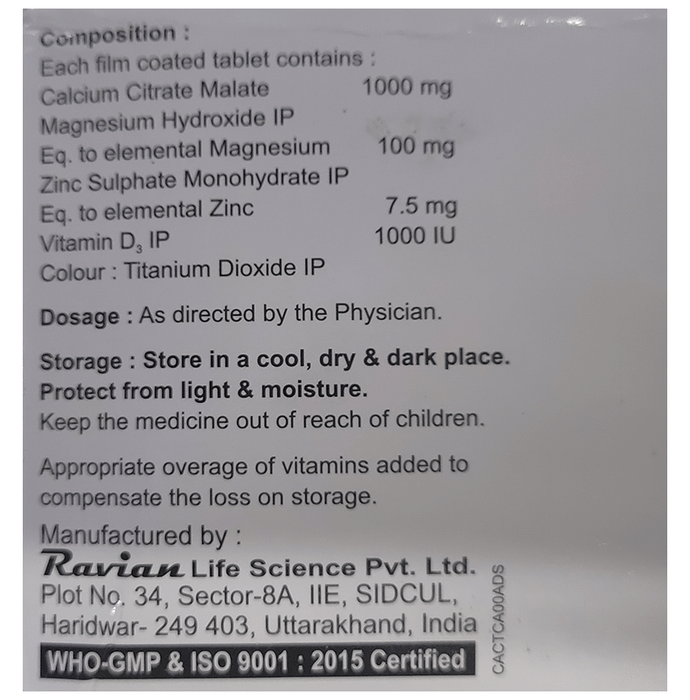 Composition :
Each film coated tablet contains :
Calcium Citrate Malate 1000 mg
Magnesium Hydroxide IP
Eq. to elemental Magnesium 100 mg
Zinc Sulphate Monohydrate IP
Eq. to elemental Zinc 7.5 mg
Vitamin D₃ IP 1000 IU
Colour : Titanium Dioxide IP
Dosage : As directed by the Physician.
Storage : Store in a cool, dry & dark place.
Protect from light & moisture.
Keep the medicine out of reach of children.
Appropriate overage of vitamins added to
compensate the loss on storage.
Manufactured by :
Ravian Life Science Pvt. Ltd.
Plot No. 34, Sector-8A, IIE, SIDCUL,
Haridwar- 249 403, Uttarakhand, India
WHO-GMP & ISO 9001 : 2015 Certified
CACTCA00ADS